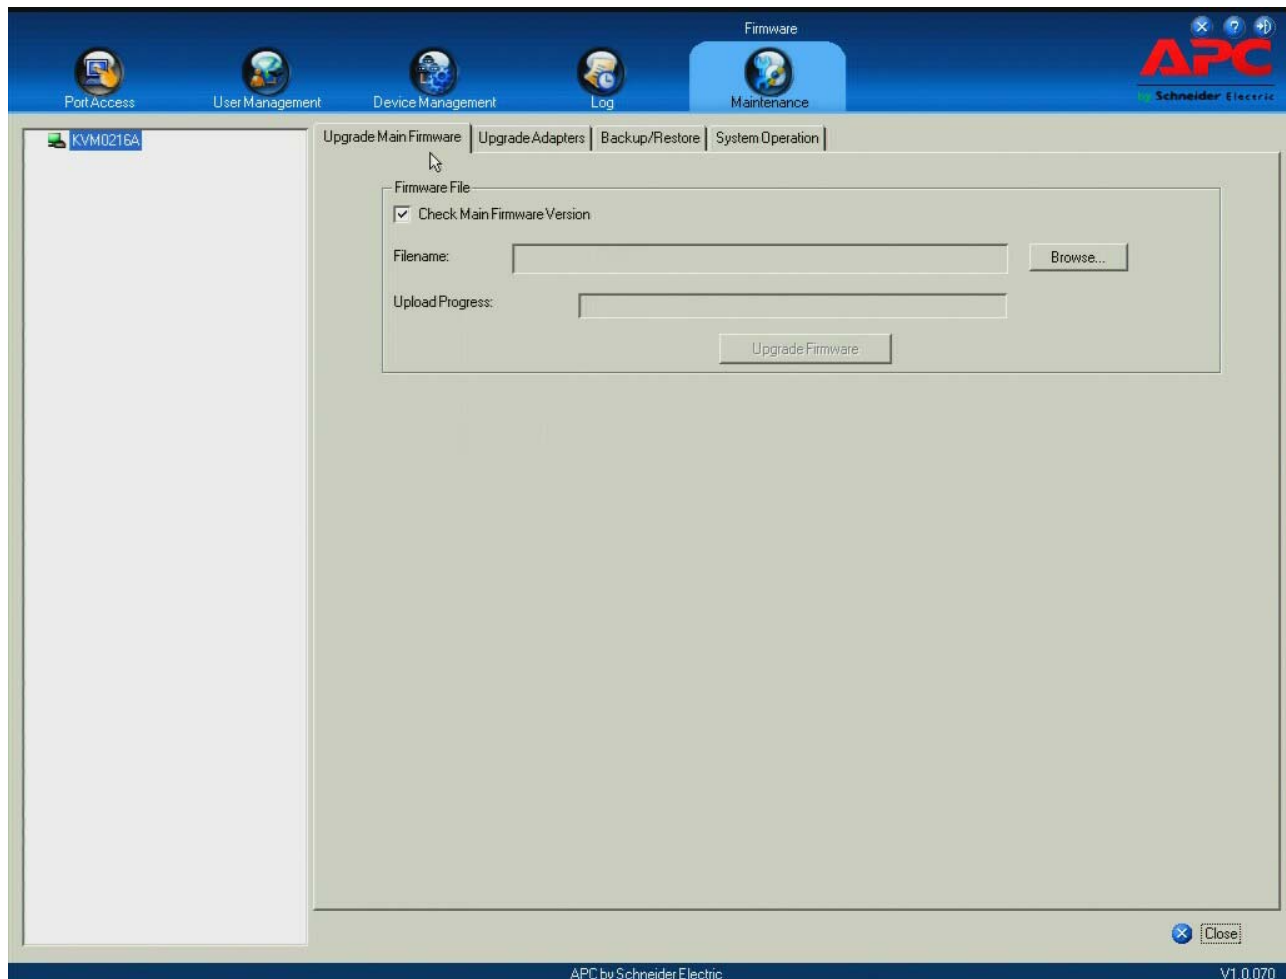 Firmware
APC
by Schneider Electric
Port Access
User Management
Device Management
Log
Maintenance
KVM0216A
Upgrade Main Firmware
Upgrade Adapters
Backup/Restore
System Operation
Firmware File
Check Main Firmware Version
Filename:
Browse...
Upload Progress:
Upgrade Firmware
Close
APC by Schneider Electric
V1.0.070